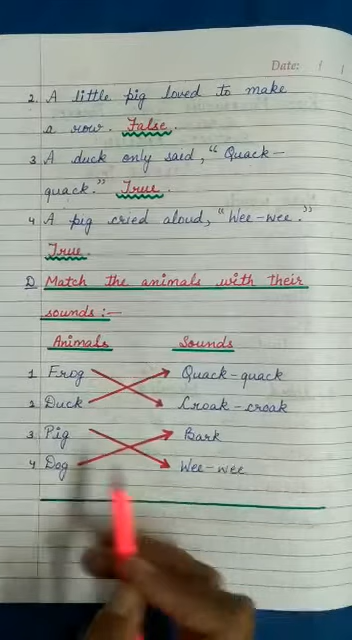 Date:
2. A little pig loved to make
a row. False.
3 A duck only said, "Quack-
quack." True.
4 A pig cried aloud, "Wee-wee."
True.
D Match the animals with their
sounds :-
Animals Sounds
1 Frog Quack-quack
2 Duck Croak-croak
3 Pig Bark
4 Dog Wee-wee